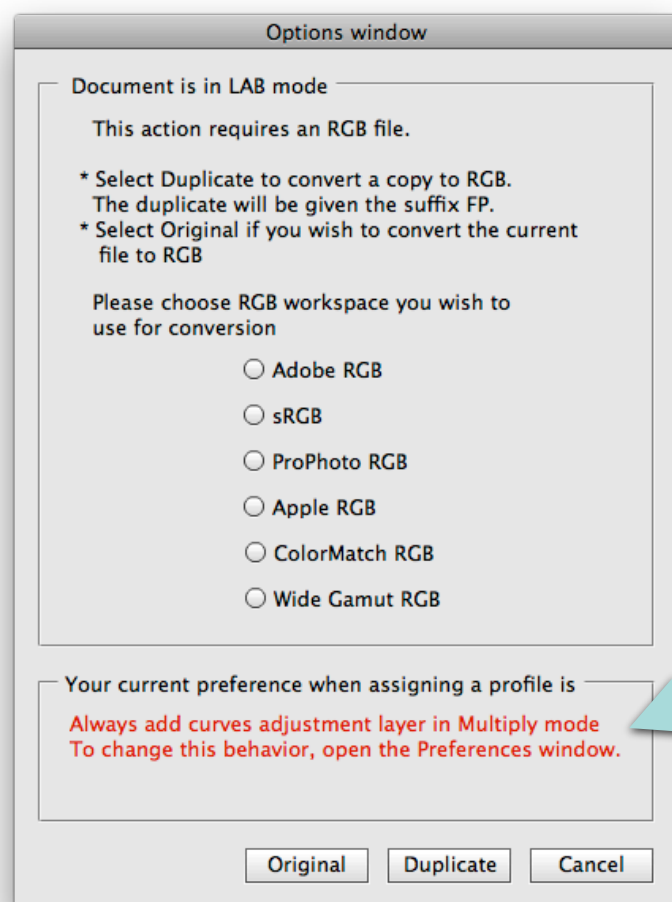 Options window
Document is in LAB mode
This action requires an RGB file.
* Select Duplicate to convert a copy to RGB.
The duplicate will be given the suffix FP.
* Select Original if you wish to convert the current
file to RGB
Please choose RGB workspace you wish to
use for conversion
Adobe RGB
sRGB
ProPhoto RGB
Apple RGB
ColorMatch RGB
Wide Gamut RGB
Your current preference when assigning a profile is
Always add curves adjustment layer in Multiply mode
To change this behavior, open the Preferences window.
Original Duplicate Cancel